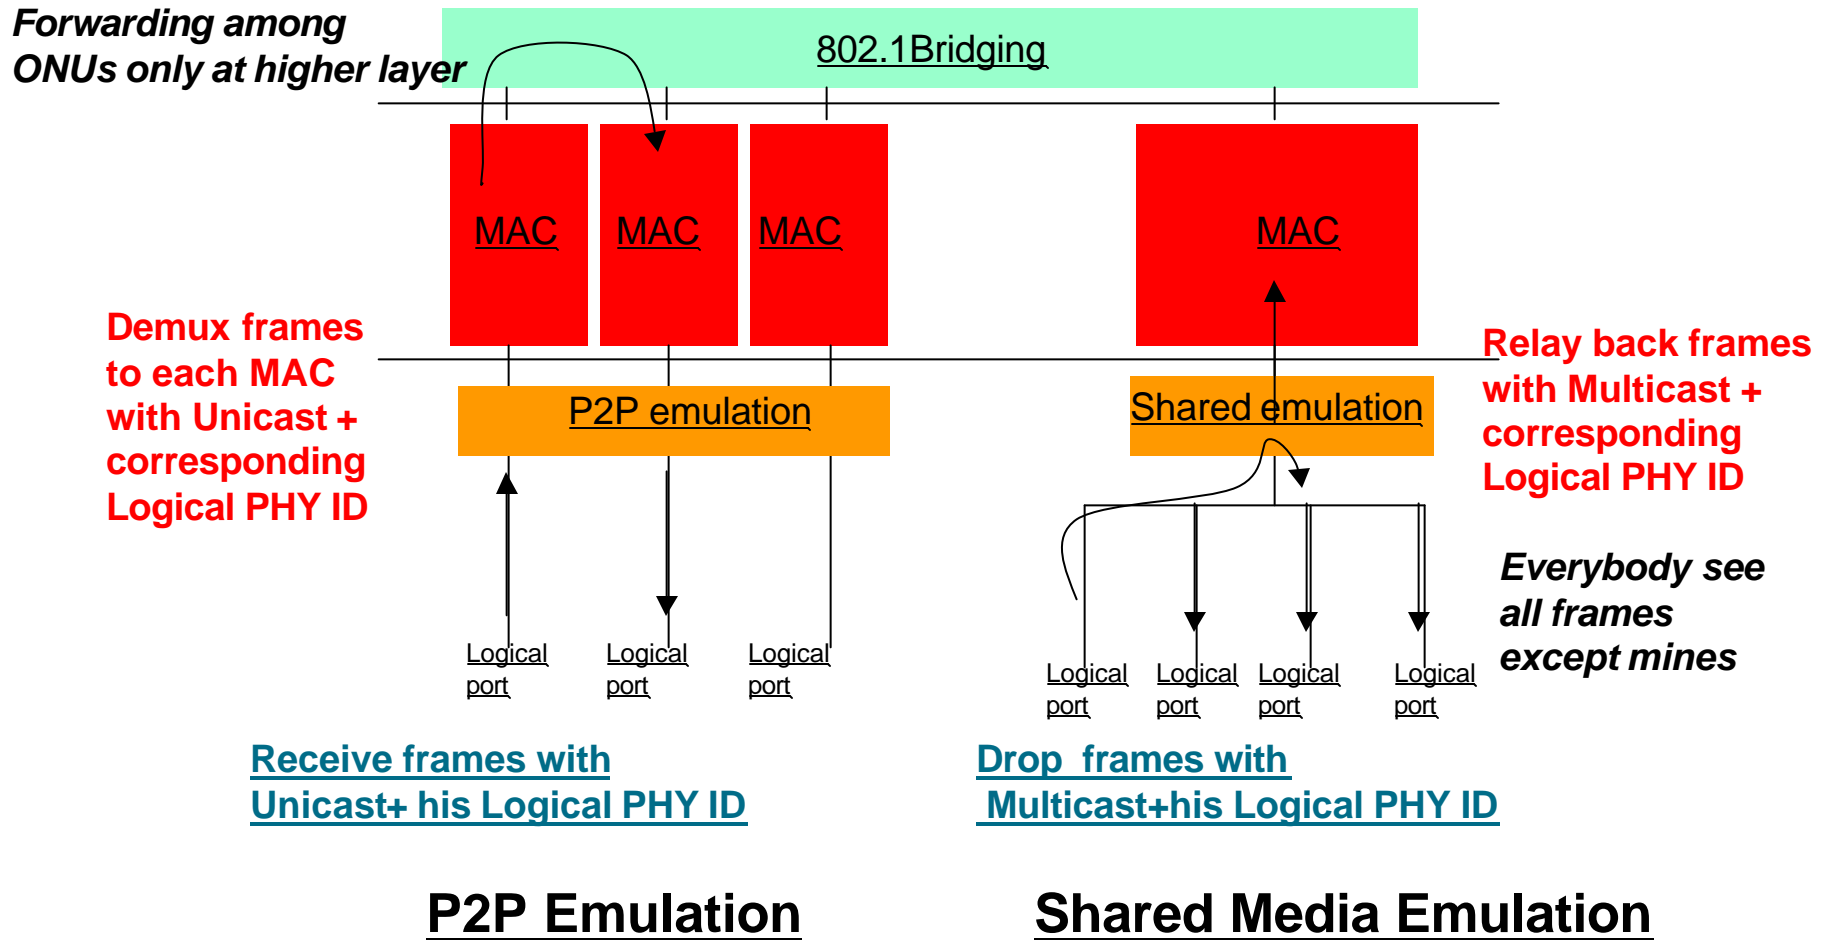 Forwarding among
ONUs only at higher layer
802.1Bridging
MAC
MAC
MAC
MAC
Demux frames
to each MAC
with Unicast +
corresponding
Logical PHY ID
P2P emulation
Shared emulation
Relay back frames
with Multicast +
corresponding
Logical PHY ID
Everybody see
all frames
except mines
Logical
port
Logical
port
Logical
port
Logical
port
Logical
port
Logical
port
Logical
port
Receive frames with
Unicast+ his Logical PHY ID
Drop  frames with
Multicast+his Logical PHY ID
P2P Emulation
Shared Media Emulation